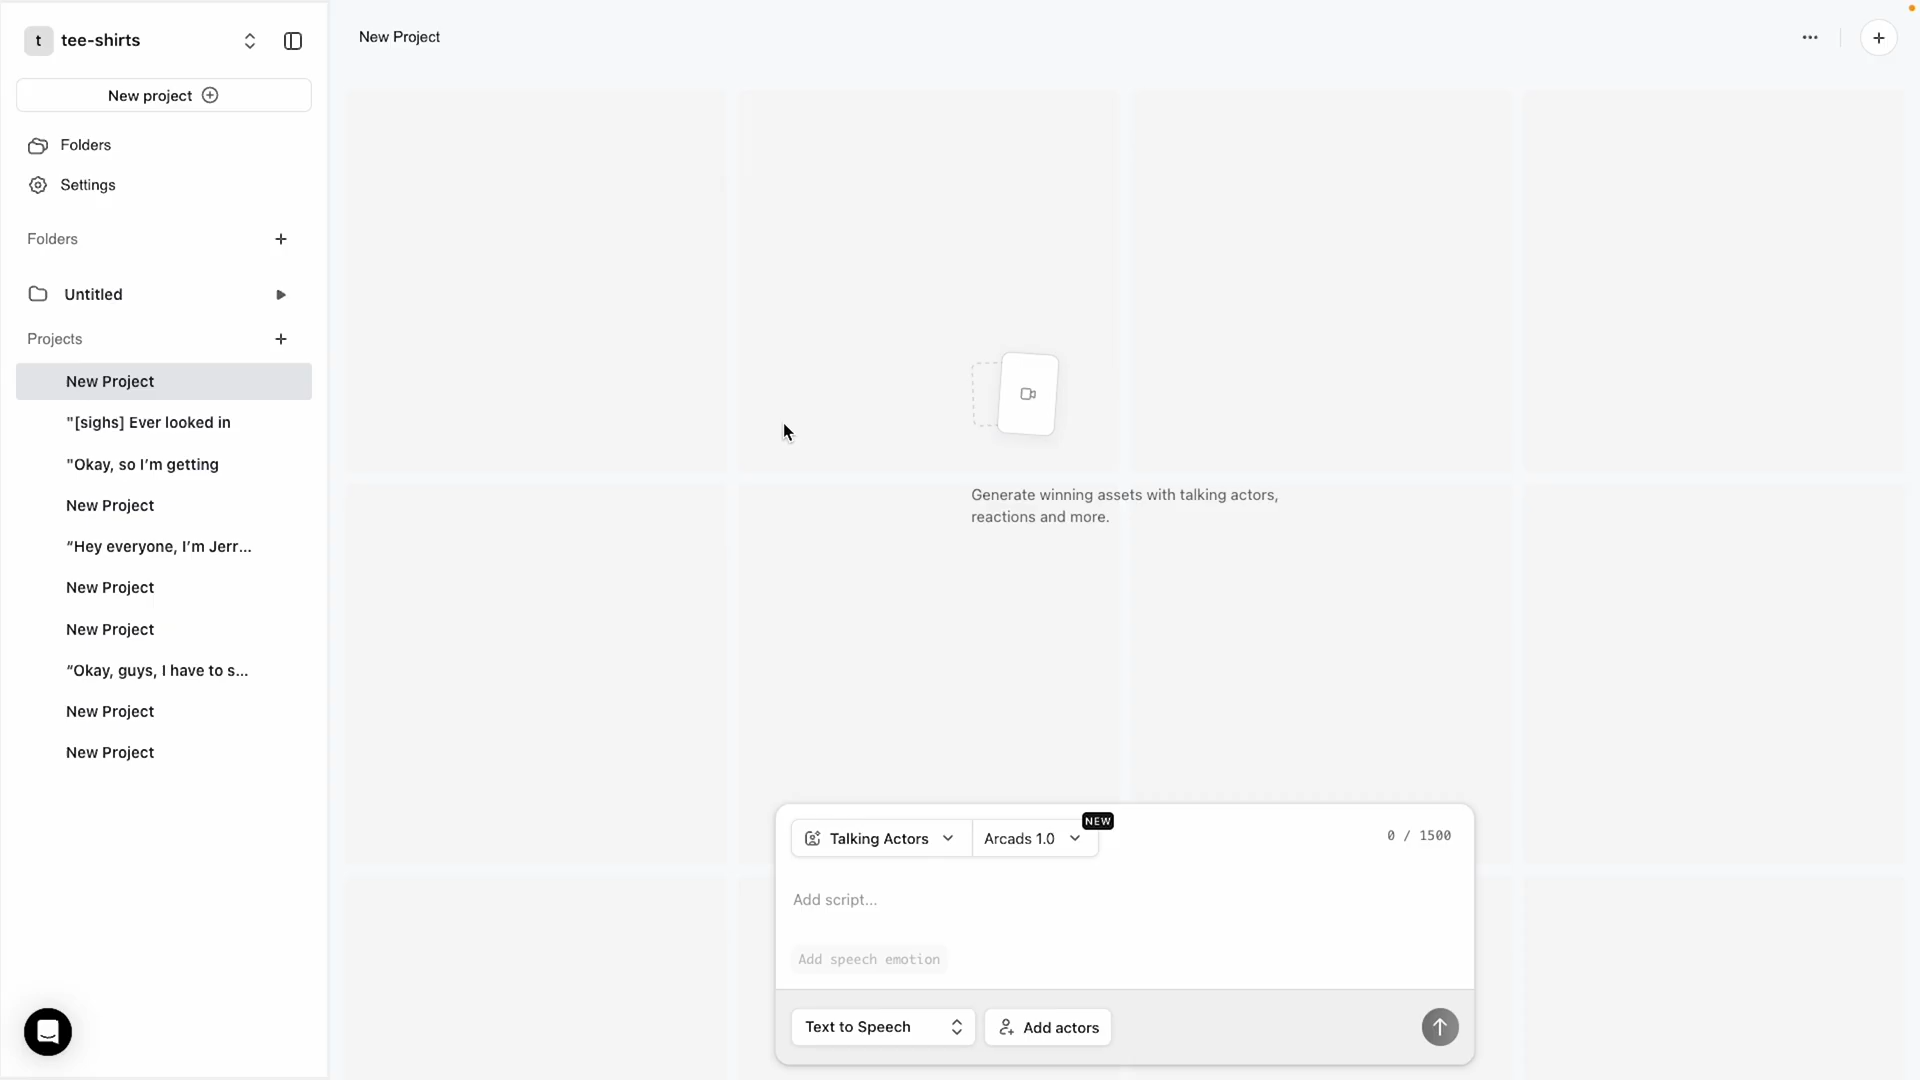 t
tee-shirts
New project
Folders
Settings
Folders
Untitled
Projects
New Project
"[sighs] Ever looked in
"Okay, so I’m getting
New Project
“Hey everyone, I’m Jerr...
New Project
New Project
“Okay, guys, I have to s...
New Project
New Project
New Project
Generate winning assets with talking actors,
reactions and more.
NEW
Talking Actors
Arcads 1.0
0 / 1500
Add script...
Add speech emotion
Text to Speech
Add actors